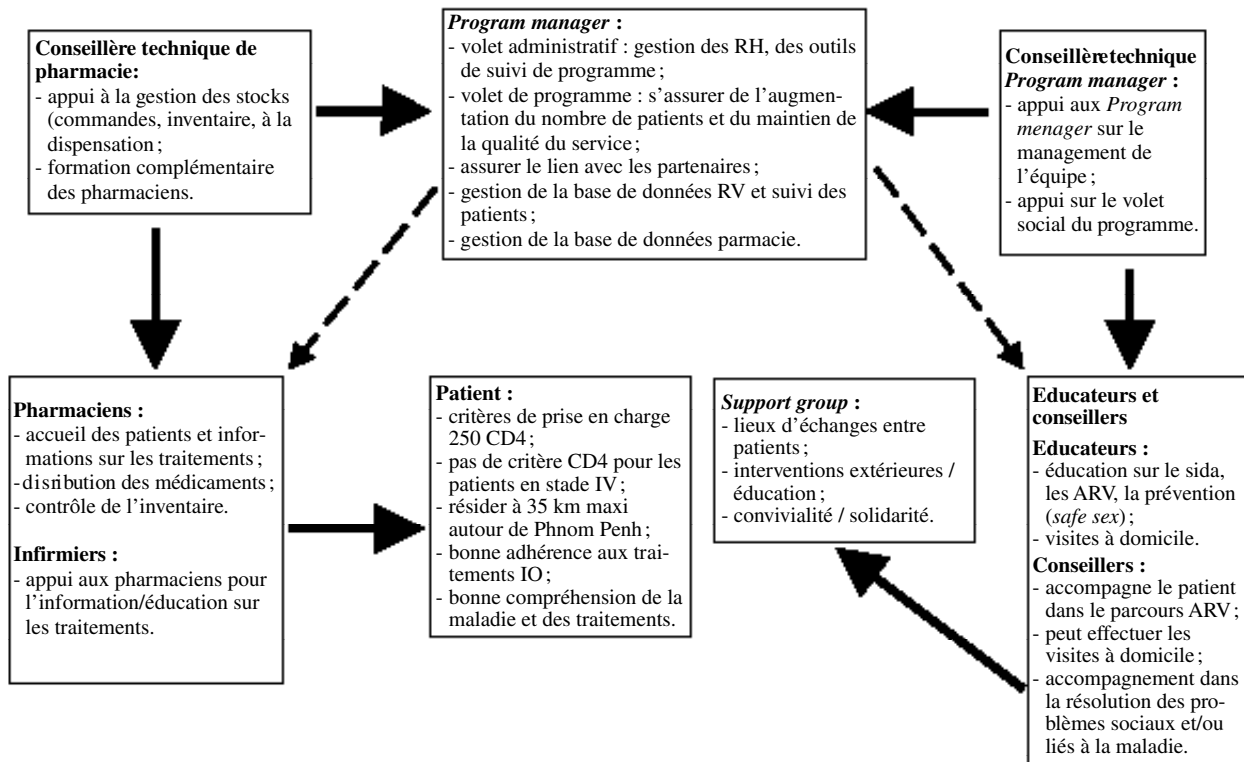 Conseillère technique de
pharmacie:
- appui à la gestion des stocks
(commandes, inventaire, à la
dispensation ;
- formation complémentaire
des pharmaciens.
Program manager :
- volet administratif : gestion des RH, des outils
de suivi de programme ;
- volet de programme : s’assurer de l’augmen-
tation du nombre de patients et du maintien de
la qualité du service ;
- assurer le lien avec les partenaires ;
- gestion de la base de données RV et suivi des
patients ;
- gestion de la base de données parmacie.
Conseillère technique
Program manager :
- appui aux Program
menager sur le
management de
l’équipe ;
- appui sur le volet
social du programme.
Pharmaciens :
- accueil des patients et infor-
mations sur les traitements ;
- disribution des médicaments ;
- contrôle de l’inventaire.
Infirmiers :
- appui aux pharmaciens pour
l’information/éducation sur
les traitements.
Patient :
- critères de prise en charge
250 CD4 ;
- pas de critère CD4 pour les
patients en stade IV ;
- résider à 35 km maxi
autour de Phnom Penh ;
- bonne adhérence aux trai-
tements IO ;
- bonne compréhension de la
maladie et des traitements.
Support group :
- lieux d’échanges entre
patients ;
- interventions extérieures /
éducation ;
- convivialité / solidarité.
Educateurs et
conseillers
Educateurs :
- éducation sur le sida,
les ARV, la prévention
(safe sex) ;
- visites à domicile.
Conseillers :
- accompagne le patient
dans le parcours ARV ;
- peut effectuer les
visites à domicile ;
- accompagnement dans
la résolution des pro-
blèmes sociaux et/ou
liés à la maladie.